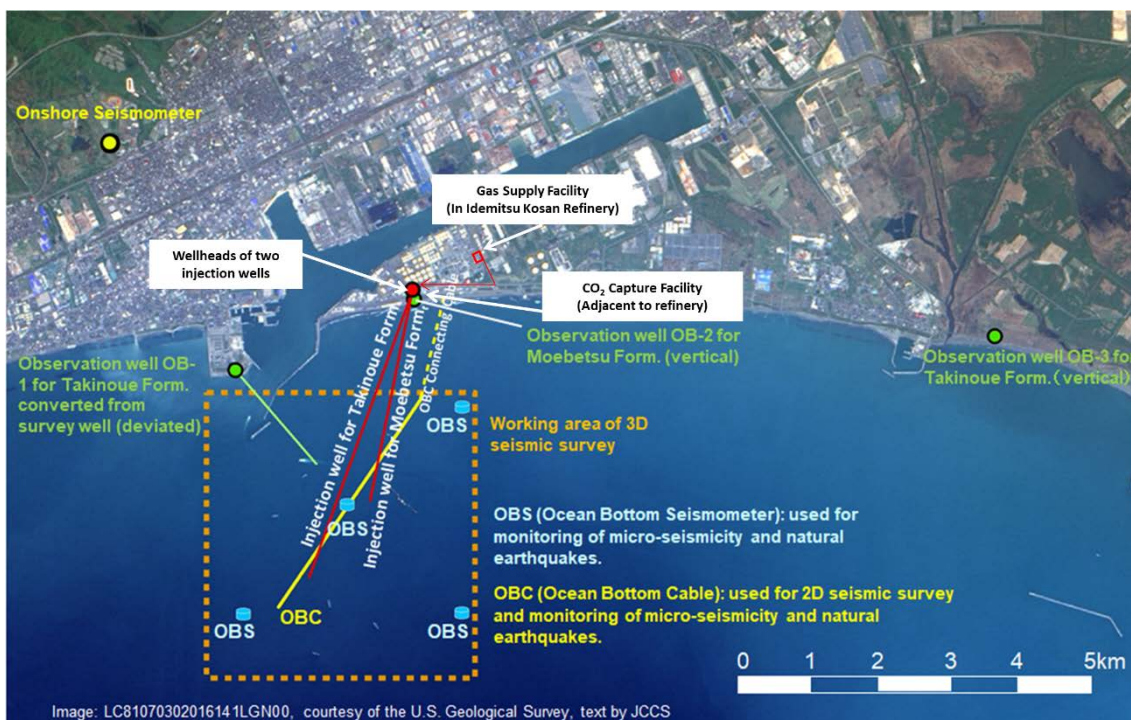 Onshore Seismometer
Gas Supply Facility
(In Idemitsu Kosan Refinery)
Wellheads of two
injection wells
CO₂ Capture Facility
(Adjacent to refinery)
Observation well OB-2 for
Moebetsu Form. (vertical)
Observation well OB-3 for
Takinoue Form. (vertical)
Observation well OB-
1 for Takinoue Form.
converted from
survey well (deviated)
Injection well for Takinoue Form.
Injection well for Moebetsu Form.
OBC Connecting
OBS
Working area of 3D
seismic survey
OBS
OBS (Ocean Bottom Seismometer): used for
monitoring of micro-seismicity and natural
earthquakes.
OBC (Ocean Bottom Cable): used for 2D seismic survey
and monitoring of micro-seismicity and natural
earthquakes.
OBC
OBS
OBS
0 1 2 3 4 5km
Image: LC81070302016141LGN00, courtesy of the U.S. Geological Survey, text by JCCS